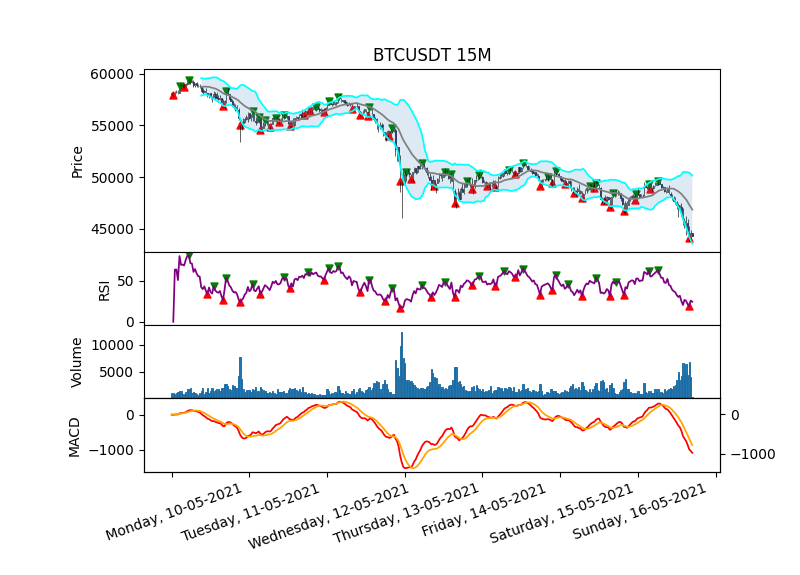 BTCUSDT 15M
60000
55000
50000
45000
Price
50
0
RSI
10000
5000
Volume
0
−1000
MACD
0
−1000
Monday, 10-05-2021
Tuesday, 11-05-2021
Wednesday, 12-05-2021
Thursday, 13-05-2021
Friday, 14-05-2021
Saturday, 15-05-2021
Sunday, 16-05-2021